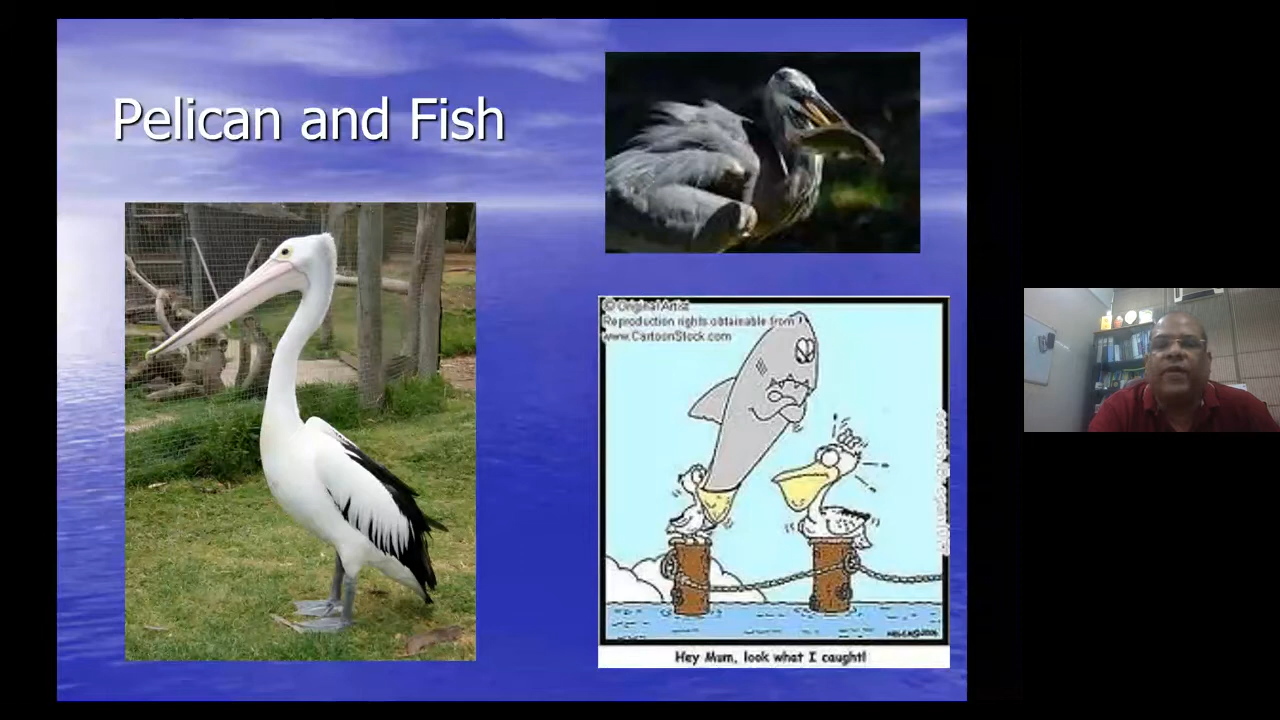 Pelican and Fish
© Original Artist
Reproduction rights obtainable from
www.CartoonStock.com
Hey Mum, look what I caught!